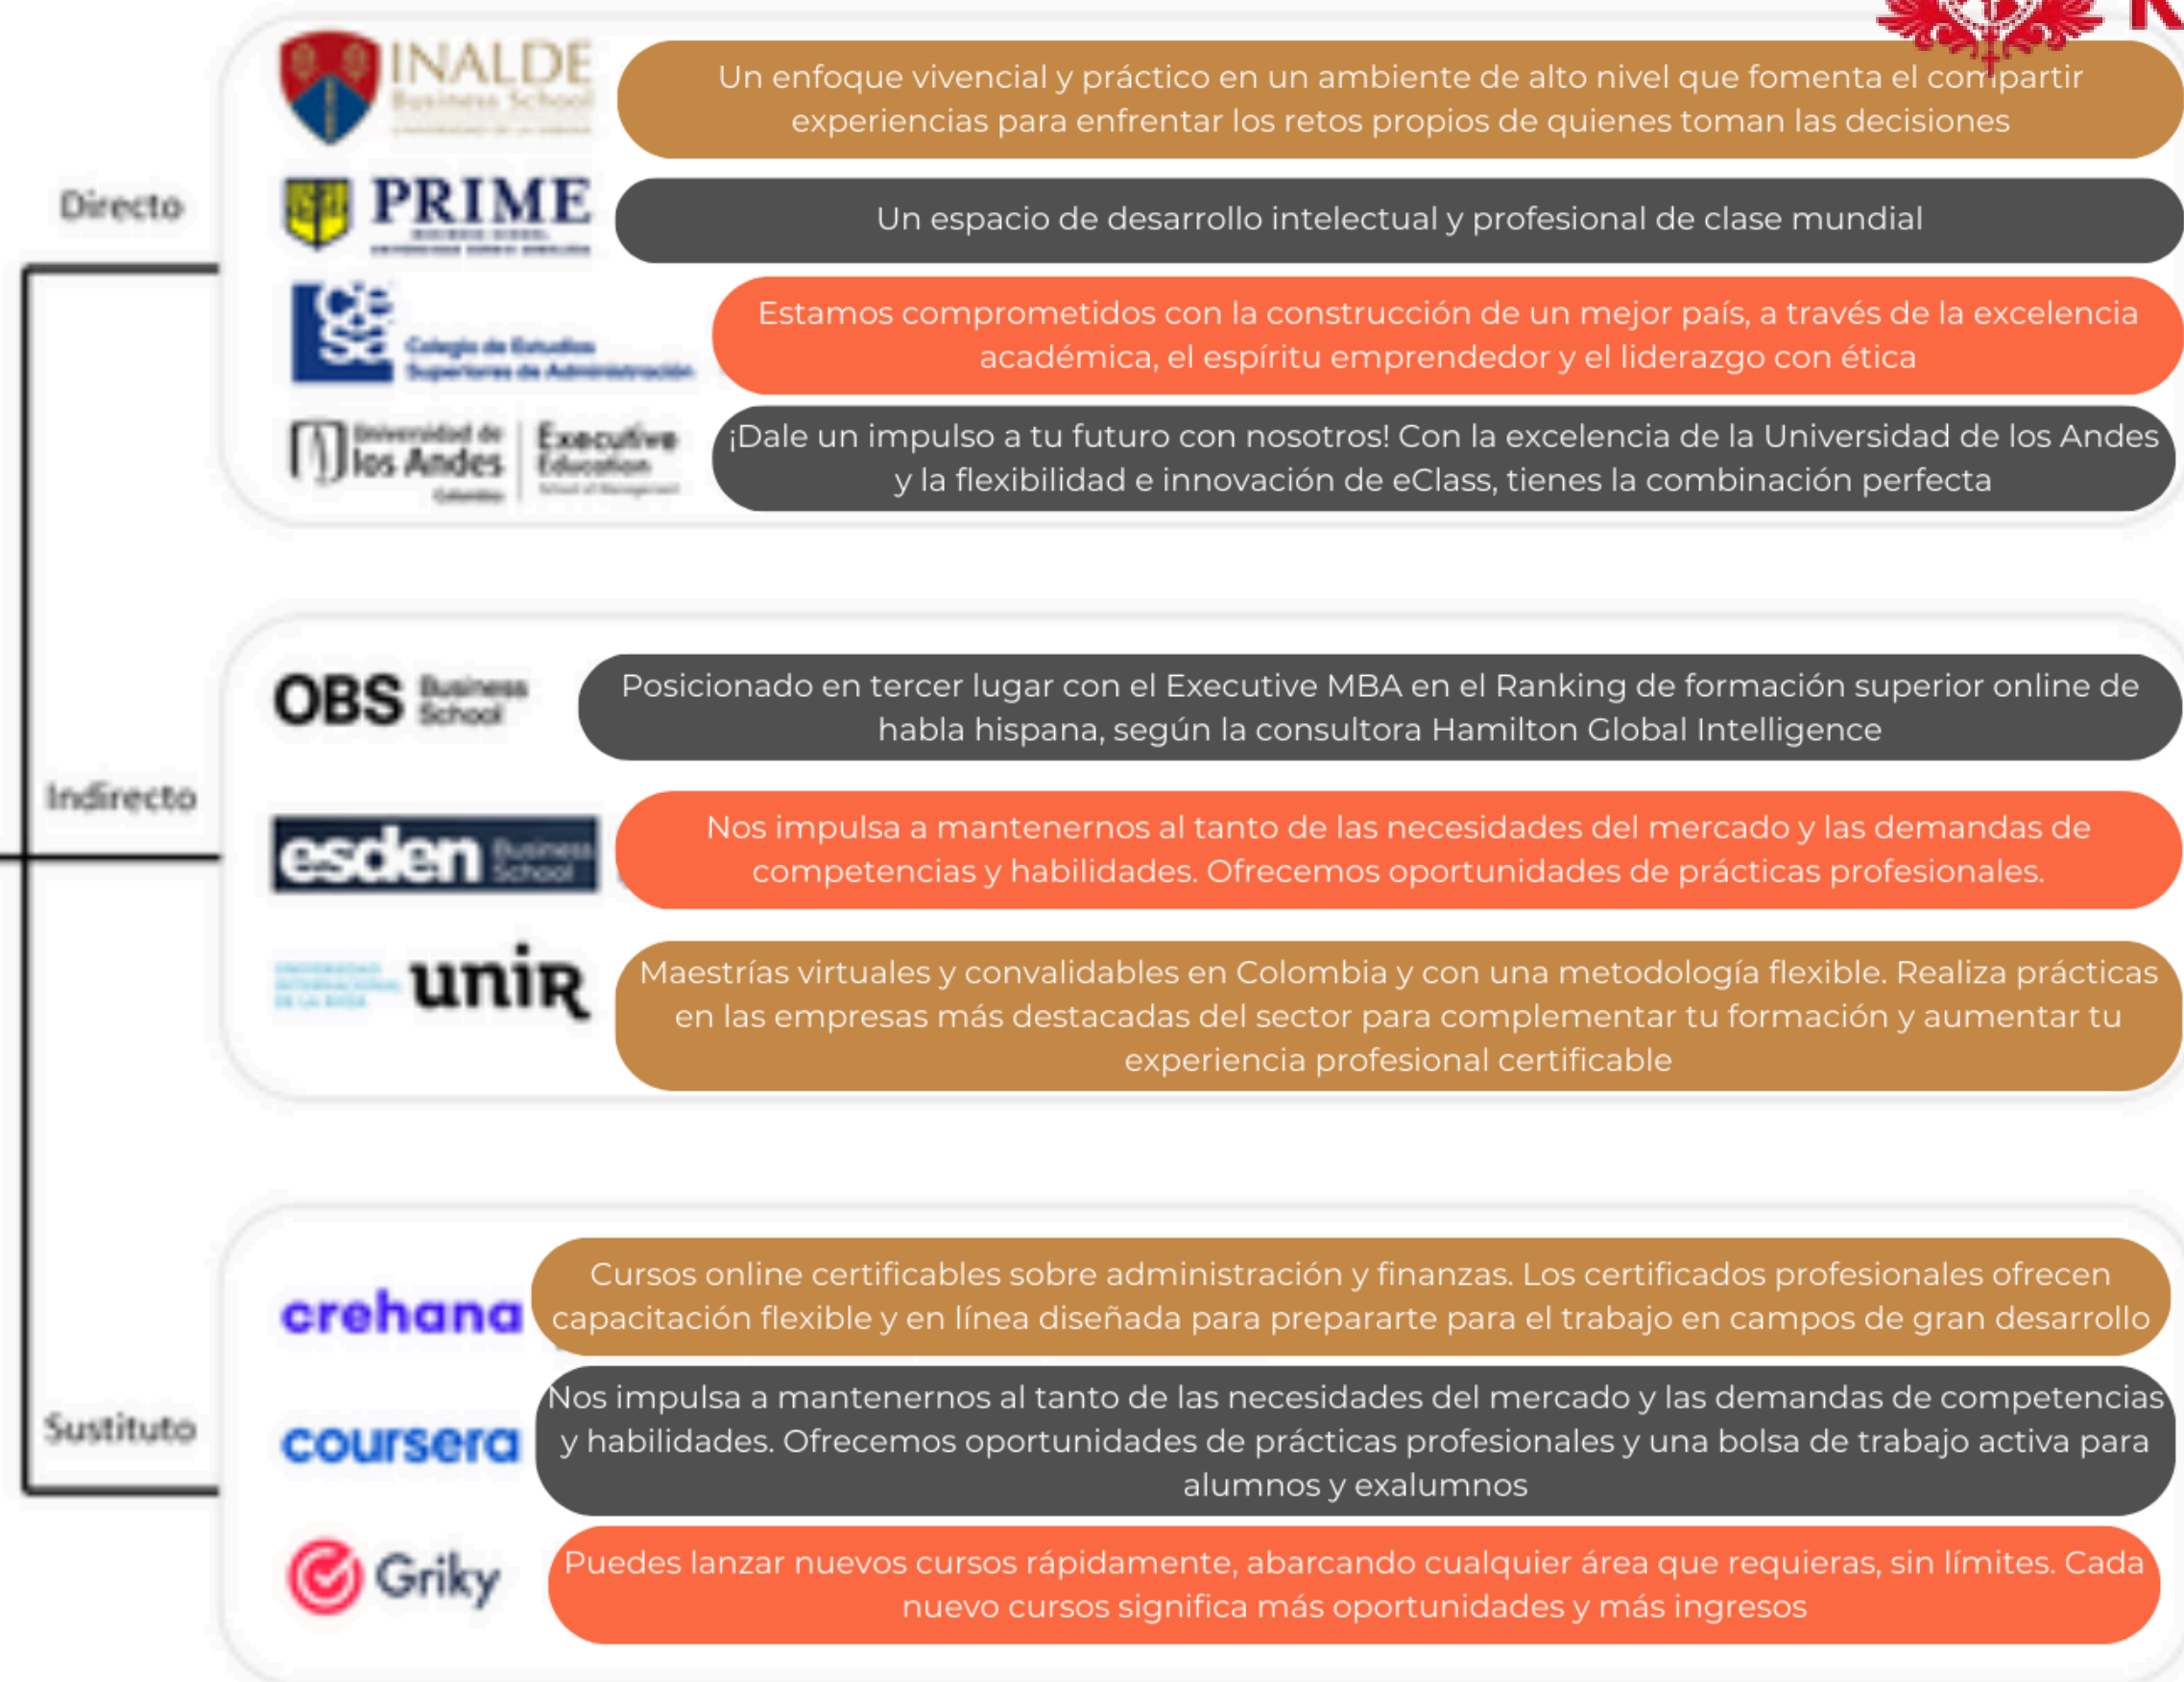 INALDE
Business School
Un enfoque vivencial y práctico en un ambiente de alto nivel que fomenta el compartir
experiencias para enfrentar los retos propios de quienes toman las decisiones
Directo
PRIME
BUSINESS SCHOOL
Un espacio de desarrollo intelectual y profesional de clase mundial
CESA
Colegio de Estudios
Superiores de Administración
Estamos comprometidos con la construcción de un mejor país, a través de la excelencia
académica, el espíritu emprendedor y el liderazgo con ética
Universidad de
los Andes
Colombia
Executive
Education
School of Management
¡Dale un impulso a tu futuro con nosotros! Con la excelencia de la Universidad de los Andes
y la flexibilidad e innovación de eClass, tienes la combinación perfecta
Indirecto
OBS Business
School
Posicionado en tercer lugar con el Executive MBA en el Ranking de formación superior online de
habla hispana, según la consultora Hamilton Global Intelligence
esden Business
School
Nos impulsa a mantenernos al tanto de las necesidades del mercado y las demandas de
competencias y habilidades. Ofrecemos oportunidades de prácticas profesionales.
UNIVERSIDAD
INTERNACIONAL
DE LA RIOJA
uniR
Maestrías virtuales y convalidables en Colombia y con una metodología flexible. Realiza prácticas
en las empresas más destacadas del sector para complementar tu formación y aumentar tu
experiencia profesional certificable
Sustituto
crehana
Cursos online certificables sobre administración y finanzas. Los certificados profesionales ofrecen
capacitación flexible y en línea diseñada para prepararte para el trabajo en campos de gran desarrollo
coursera
Nos impulsa a mantenernos al tanto de las necesidades del mercado y las demandas de competencias
y habilidades. Ofrecemos oportunidades de prácticas profesionales y una bolsa de trabajo activa para
alumnos y exalumnos
Griky
Puedes lanzar nuevos cursos rápidamente, abarcando cualquier área que requieras, sin límites. Cada
nuevo cursos significa más oportunidades y más ingresos